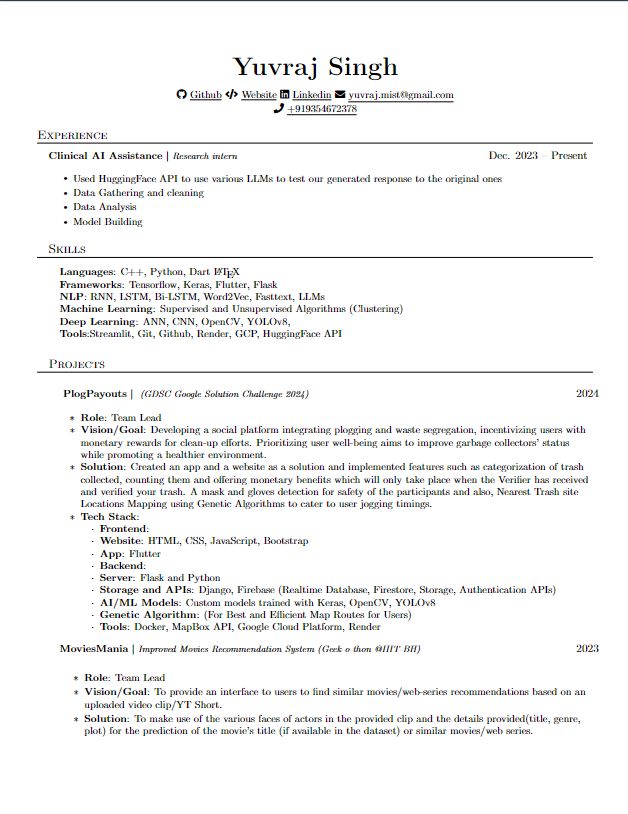 Yuvraj Singh
Github Website Linkedin yuvraj.mist@gmail.com
+919354672378
Experience
Clinical AI Assistance | Research intern Dec. 2023 – Present
• Used HuggingFace API to use various LLMs to test our generated response to the original ones
• Data Gathering and cleaning
• Data Analysis
• Model Building
Skills
Languages: C++, Python, Dart LATEX
Frameworks: Tensorflow, Keras, Flutter, Flask
NLP: RNN, LSTM, Bi-LSTM, Word2Vec, Fasttext, LLMs
Machine Learning: Supervised and Unsupervised Algorithms (Clustering)
Deep Learning: ANN, CNN, OpenCV, YOLOv8,
Tools:Streamlit, Git, Github, Render, GCP, HuggingFace API
Projects
PlogPayouts | (GDSC Google Solution Challenge 2024) 2024
* Role: Team Lead
* Vision/Goal: Developing a social platform integrating plogging and waste segregation, incentivizing users with
monetary rewards for clean-up efforts. Prioritizing user well-being aims to improve garbage collectors' status
while promoting a healthier environment.
* Solution: Created an app and a website as a solution and implemented features such as categorization of trash
collected, counting them and offering monetary benefits which will only take place when the Verifier has received
and verified your trash. A mask and gloves detection for safety of the participants and also, Nearest Trash site
Locations Mapping using Genetic Algorithms to cater to user jogging timings.
* Tech Stack:
· Frontend:
· Website: HTML, CSS, JavaScript, Bootstrap
· App: Flutter
· Backend:
· Server: Flask and Python
· Storage and APIs: Django, Firebase (Realtime Database, Firestore, Storage, Authentication APIs)
· AI/ML Models: Custom models trained with Keras, OpenCV, YOLOv8
· Genetic Algorithm: (For Best and Efficient Map Routes for Users)
· Tools: Docker, MapBox API, Google Cloud Platform, Render
MoviesMania | Improved Movies Recommendation System (Geek o thon @IIIT BH) 2023
* Role: Team Lead
* Vision/Goal: To provide an interface to users to find similar movies/web-series recommendations based on an
uploaded video clip/YT Short.
* Solution: To make use of the various faces of actors in the provided clip and the details provided(title, genre,
plot) for the prediction of the movie's title (if available in the dataset) or similar movies/web series.